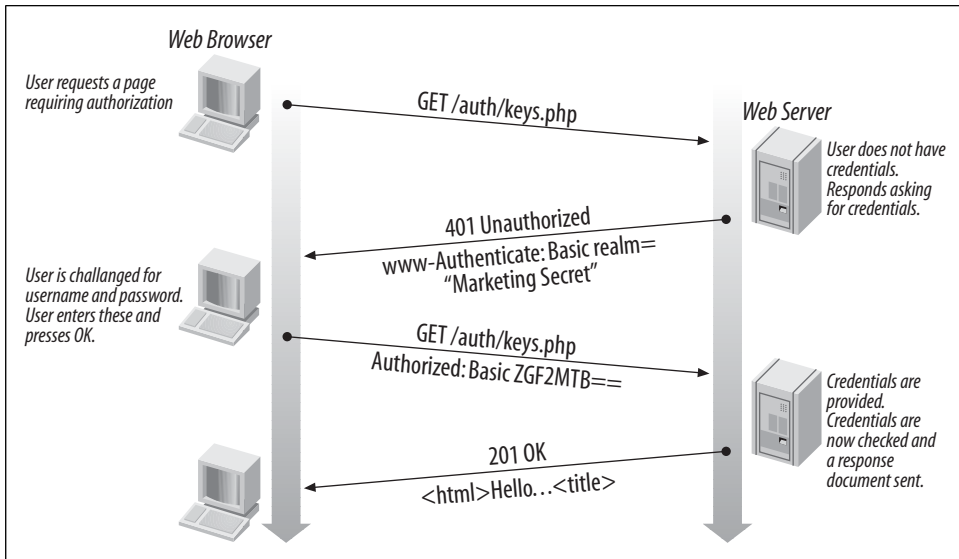 Web Browser
User requests a page
requiring authorization
GET /auth/keys.php
Web Server
User does not have
credentials.
Responds asking
for credentials.
401 Unauthorized
www-Authenticate: Basic realm=
“Marketing Secret”
User is challanged for
username and password.
User enters these and
presses OK.
GET /auth/keys.php
Authorized: Basic ZGF2MTB==
Credentials are
provided.
Credentials are
now checked and
a response
document sent.
201 OK
<html>Hello…<title>